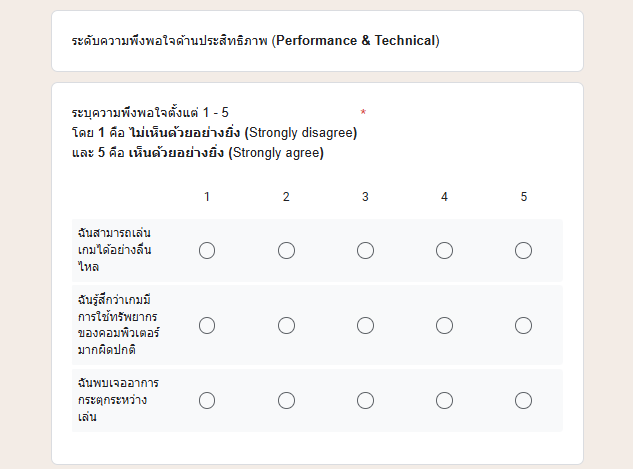 ระดับความพึงพอใจด้านประสิทธิภาพ (Performance & Technical)
ระบุความพึงพอใจตั้งแต่ 1 - 5 *
โดย 1 คือ ไม่เห็นด้วยอย่างยิ่ง (Strongly disagree)
และ 5 คือ เห็นด้วยอย่างยิ่ง (Strongly agree)
1 2 3 4 5
ฉันสามารถเล่น
เกมได้อย่างลื่น
ไหล
ฉันรู้สึกว่าเกมมี
การใช้ทรัพยากร
ของคอมพิวเตอร์
มากผิดปกติ
ฉันพบเจออาการ
กระตุกระหว่าง
เล่น